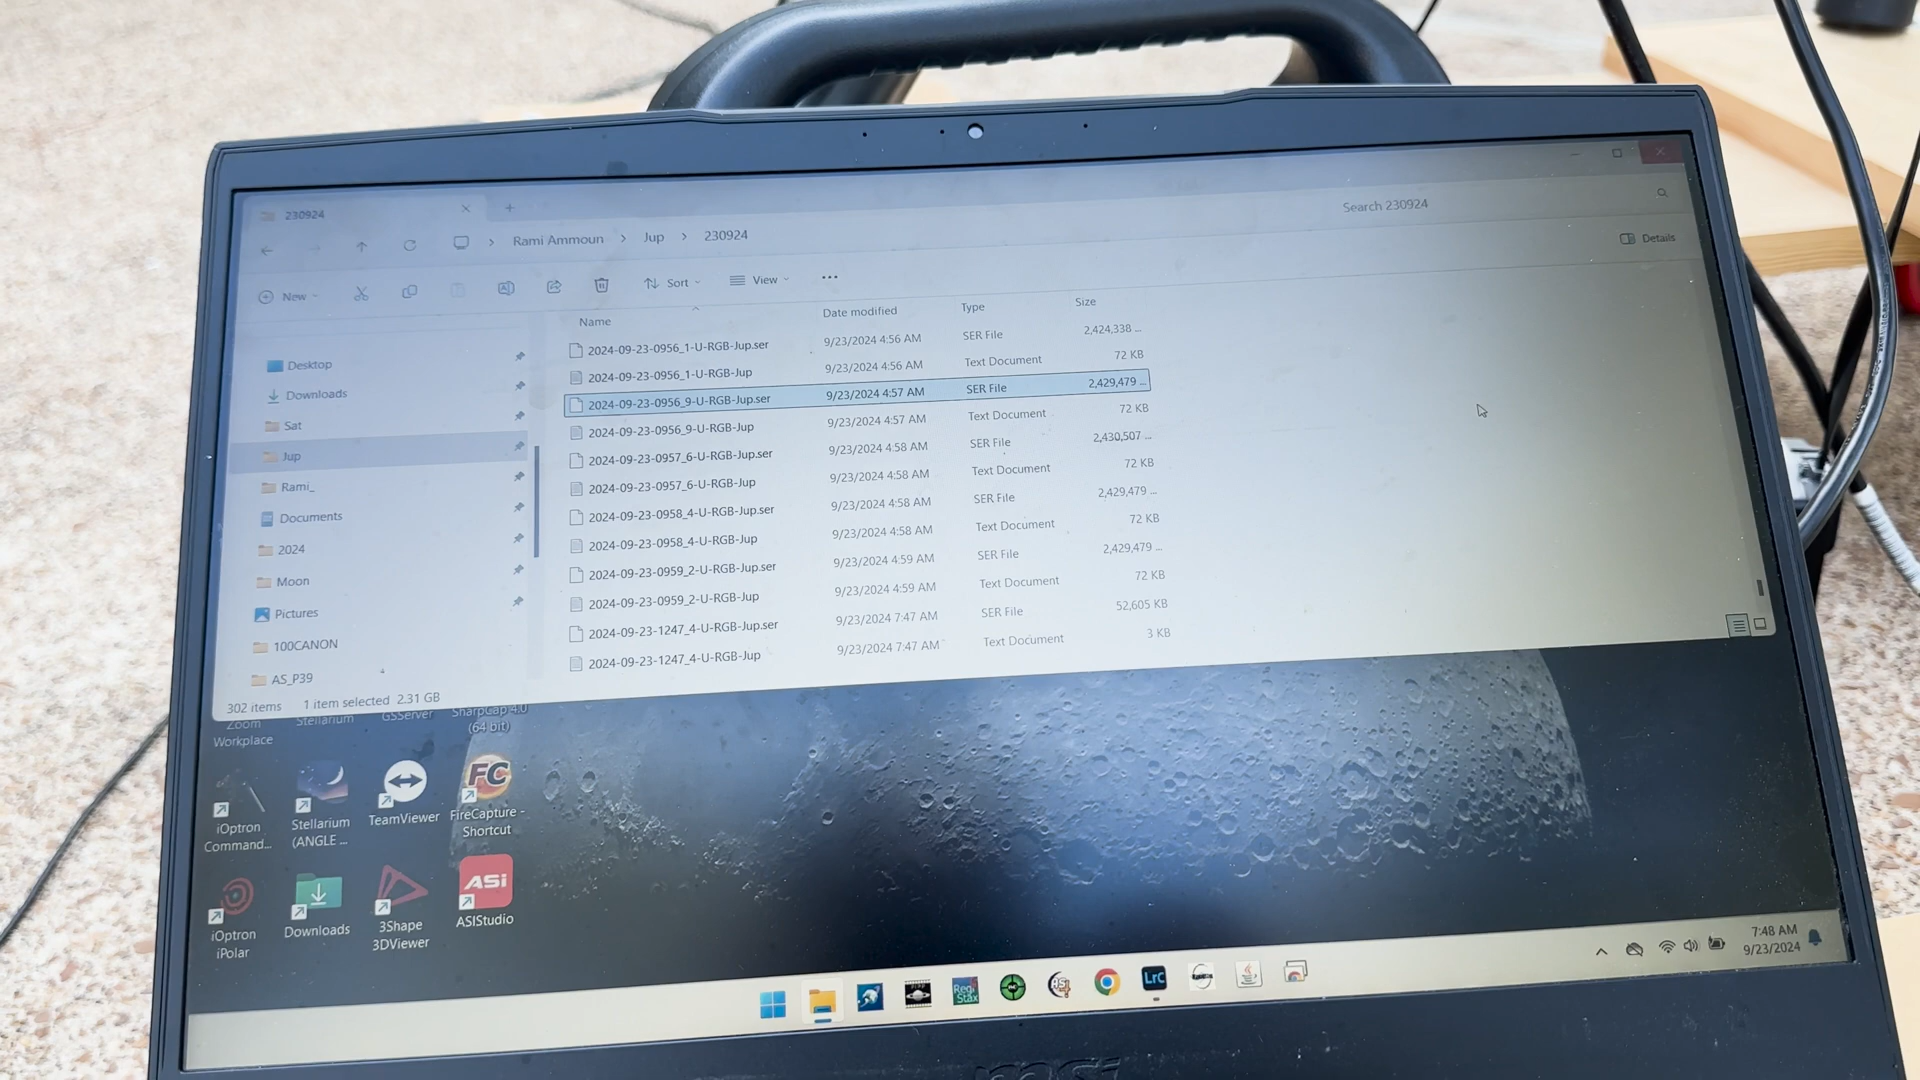 230924
Rami Ammoun > Jup > 230924
Search 230924
New
Sort
View
Details
Name Date modified Type Size
2024-09-23-0956_1-U-RGB-Jup.ser 9/23/2024 4:56 AM SER File 2,424,338 ...
2024-09-23-0956_1-U-RGB-Jup 9/23/2024 4:56 AM Text Document 72 KB
2024-09-23-0956_9-U-RGB-Jup.ser 9/23/2024 4:57 AM SER File 2,429,479 ...
2024-09-23-0956_9-U-RGB-Jup 9/23/2024 4:57 AM Text Document 72 KB
2024-09-23-0957_6-U-RGB-Jup.ser 9/23/2024 4:58 AM SER File 2,430,507 ...
2024-09-23-0957_6-U-RGB-Jup 9/23/2024 4:58 AM Text Document 72 KB
2024-09-23-0958_4-U-RGB-Jup.ser 9/23/2024 4:58 AM SER File 2,429,479 ...
2024-09-23-0958_4-U-RGB-Jup 9/23/2024 4:58 AM Text Document 72 KB
2024-09-23-0959_2-U-RGB-Jup.ser 9/23/2024 4:59 AM SER File 2,429,479 ...
2024-09-23-0959_2-U-RGB-Jup 9/23/2024 4:59 AM Text Document 72 KB
2024-09-23-1247_4-U-RGB-Jup.ser 9/23/2024 7:47 AM SER File 52,605 KB
2024-09-23-1247_4-U-RGB-Jup 9/23/2024 7:47 AM Text Document 3 KB
Desktop
Downloads
Sat
Jup
Rami_
Documents
2024
Moon
Pictures
100CANON
AS_P39
302 items 1 item selected 2.31 GB
Zoom Workplace
Stellarium
GSServer
SharpCap 4.0 (64 bit)
iOptron Command...
Stellarium (ANGLE ...
TeamViewer
FC
FireCapture - Shortcut
iOptron iPolar
Downloads
3Shape 3DViewer
ASi
ASIStudio
Regi Stax
AS!4
LrC
7:48 AM
9/23/2024
msi